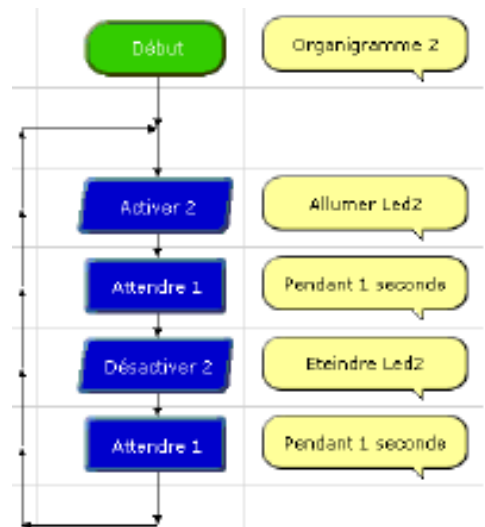 Début
Organigramme 2
Activer 2
Allumer Led2
Attendre 1
Pendant 1 seconde
Désactiver 2
Eteindre Led2
Attendre 1
Pendant 1 seconde